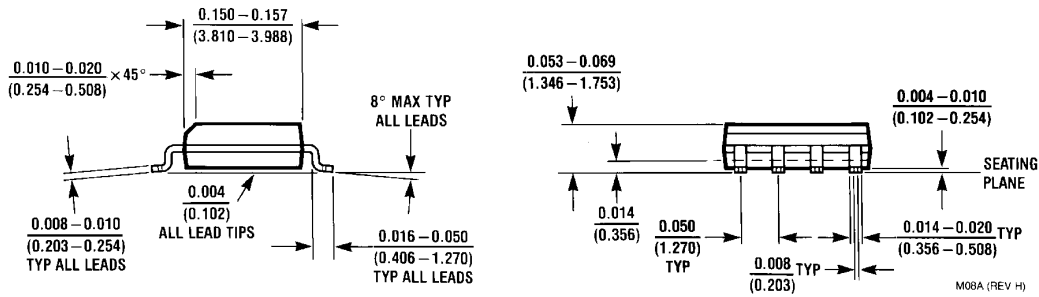 0.150 – 0.157
(3.810 – 3.988)
0.010 – 0.020
(0.254 – 0.508)
× 45°
8° MAX TYP
ALL LEADS
0.004
(0.102)
ALL LEAD TIPS
0.008 – 0.010
(0.203 – 0.254)
TYP ALL LEADS
0.016 – 0.050
(0.406 – 1.270)
TYP ALL LEADS
0.053 – 0.069
(1.346 – 1.753)
0.004 – 0.010
(0.102 – 0.254)
SEATING
PLANE
0.014
(0.356)
0.050
(1.270)
TYP
0.014 – 0.020
(0.356 – 0.508)
TYP
0.008
(0.203)
TYP
M08A (REV H)